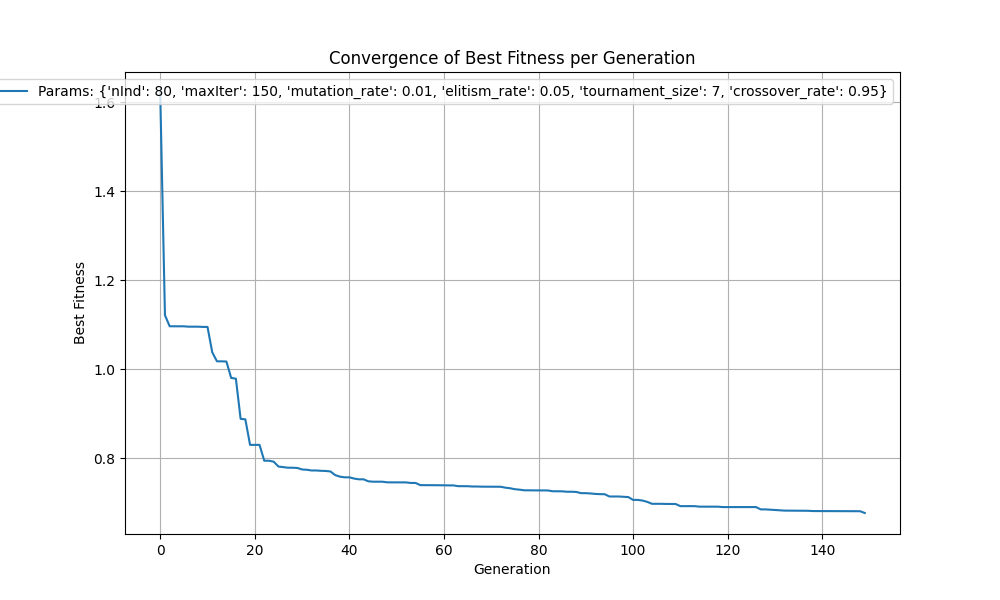 Convergence of Best Fitness per Generation
Params: {'nInd': 80, 'maxIter': 150, 'mutation_rate': 0.01, 'elitism_rate': 0.05, 'tournament_size': 7, 'crossover_rate': 0.95}
1.6
1.4
1.2
1.0
0.8
Best Fitness
0 20 40 60 80 100 120 140
Generation